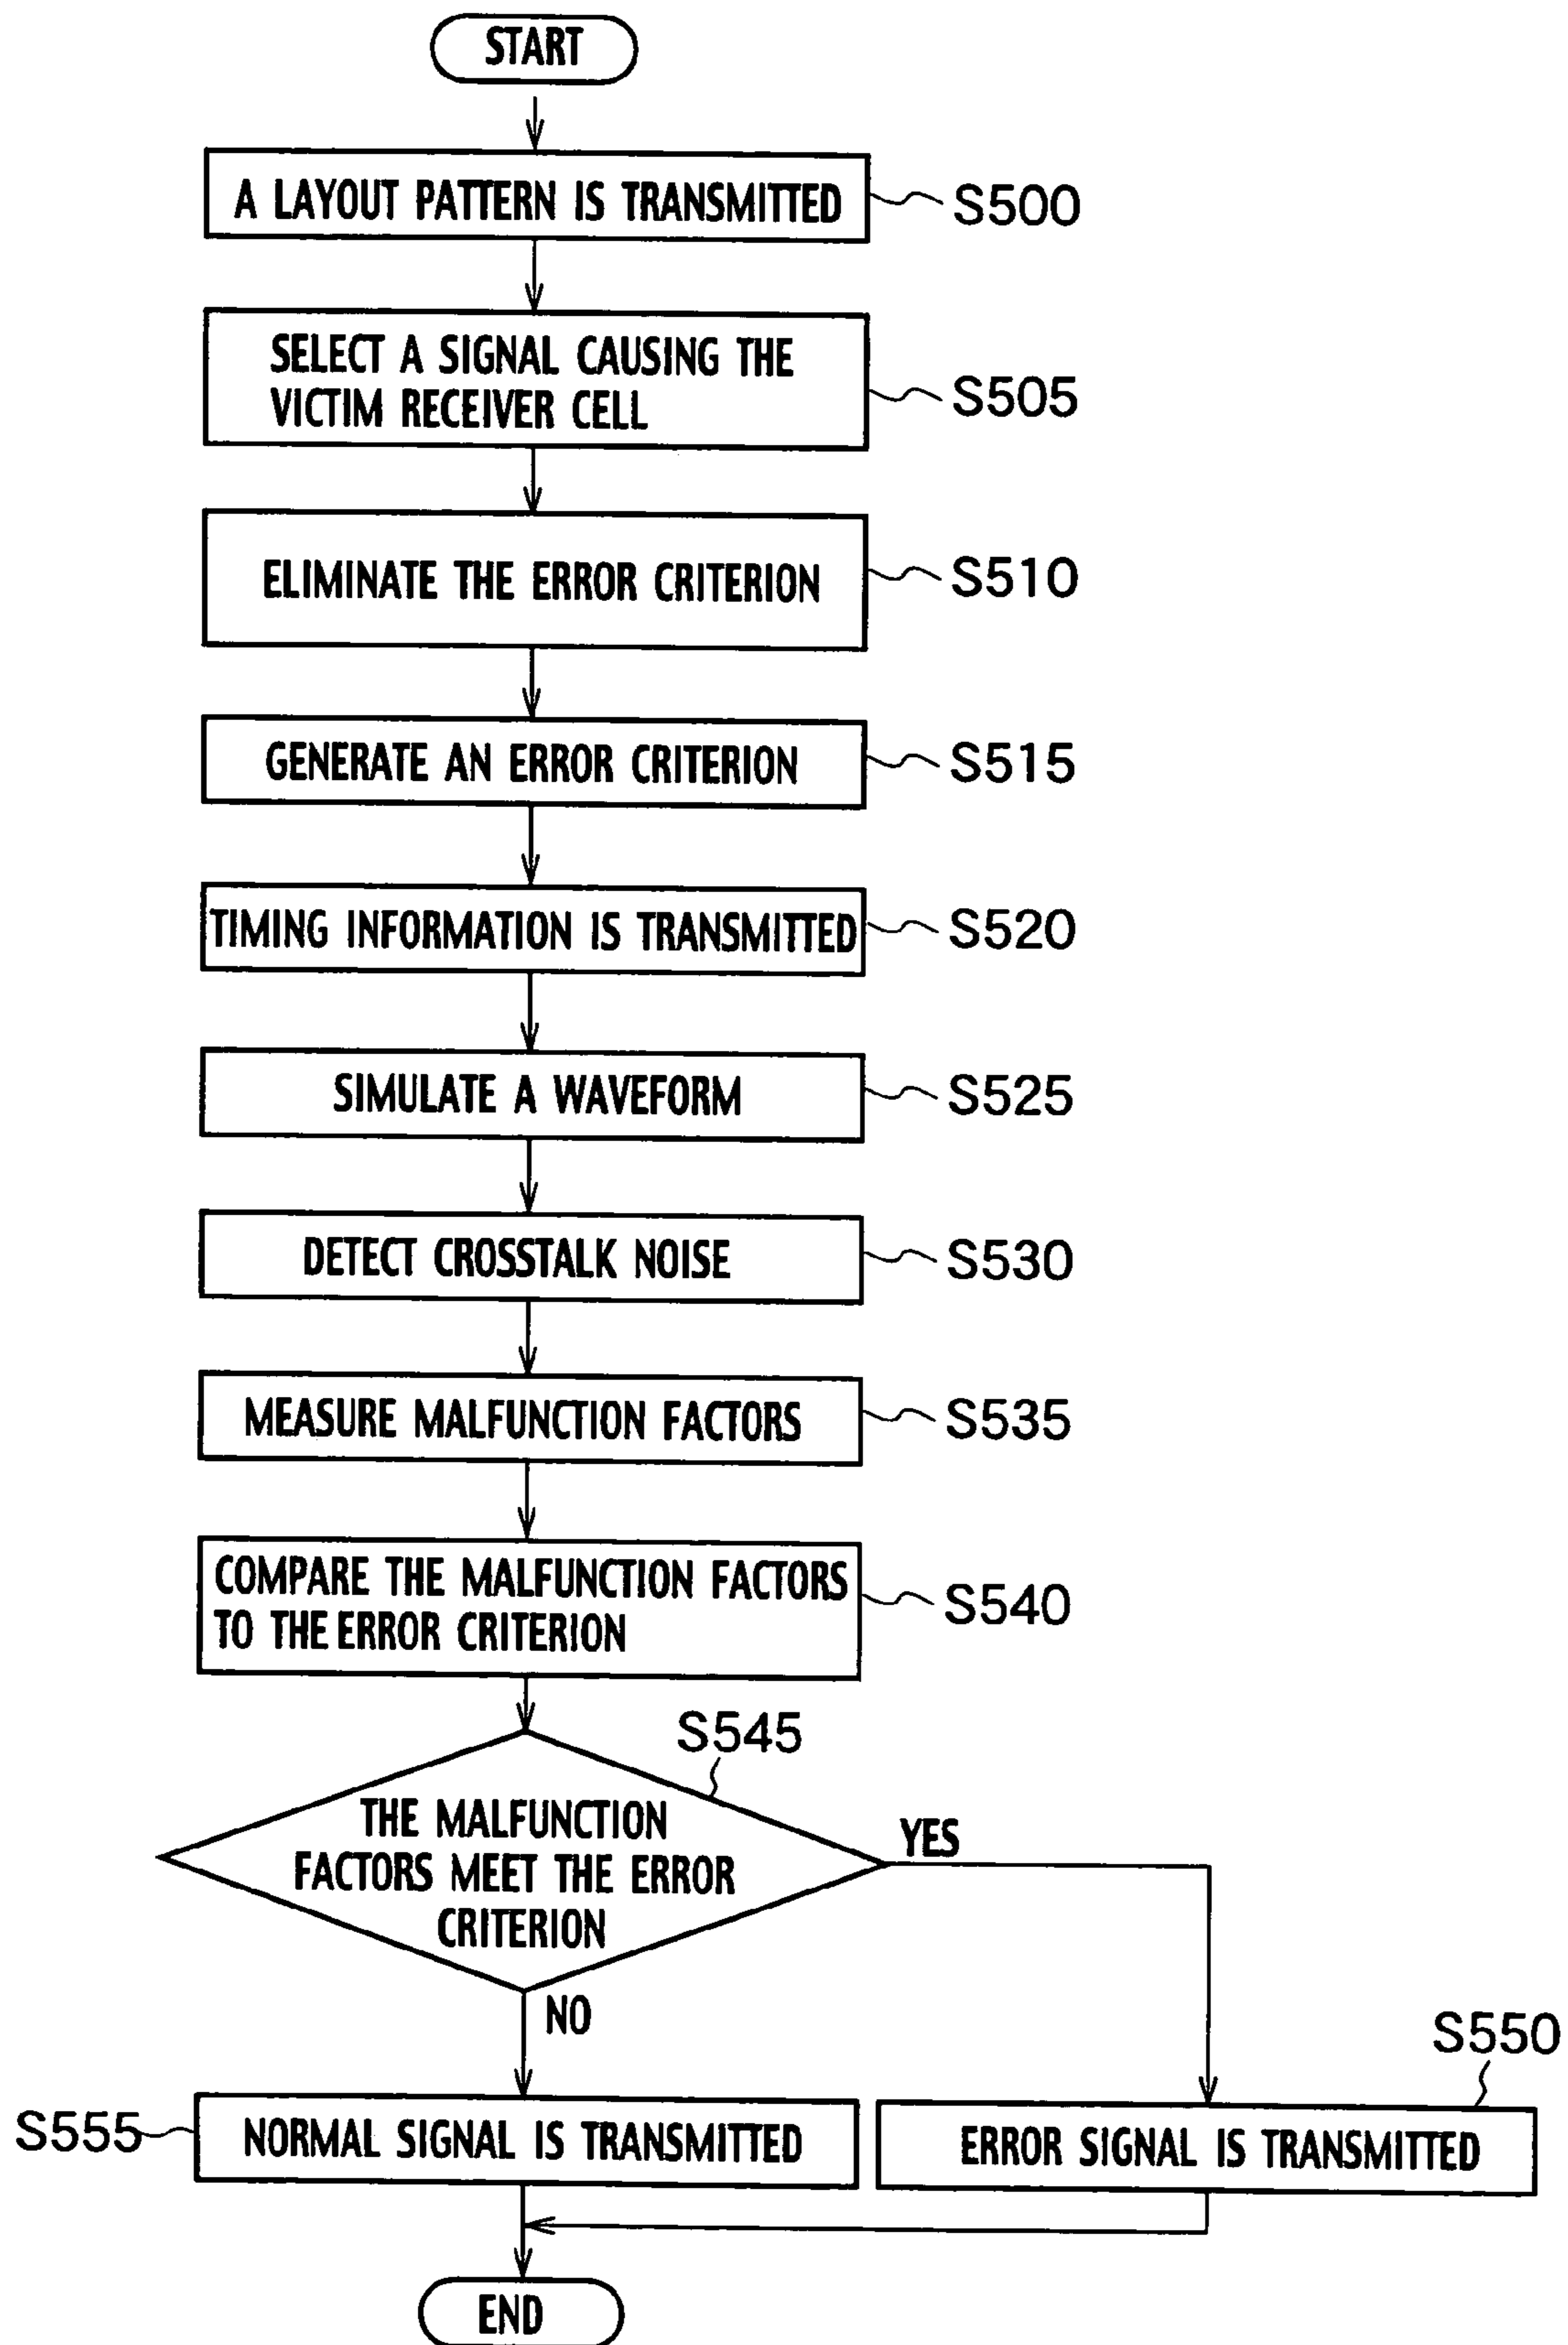 START
A LAYOUT PATTERN IS TRANSMITTED
S500
SELECT A SIGNAL CAUSING THE
VICTIM RECEIVER CELL
S505
ELIMINATE THE ERROR CRITERION
S510
GENERATE AN ERROR CRITERION
S515
TIMING INFORMATION IS TRANSMITTED
S520
SIMULATE A WAVEFORM
S525
DETECT CROSSTALK NOISE
S530
MEASURE MALFUNCTION FACTORS
S535
COMPARE THE MALFUNCTION FACTORS
TO THE ERROR CRITERION
S540
S545
THE MALFUNCTION
FACTORS MEET THE ERROR
CRITERION
YES
NO
S550
S555
NORMAL SIGNAL IS TRANSMITTED
ERROR SIGNAL IS TRANSMITTED
END